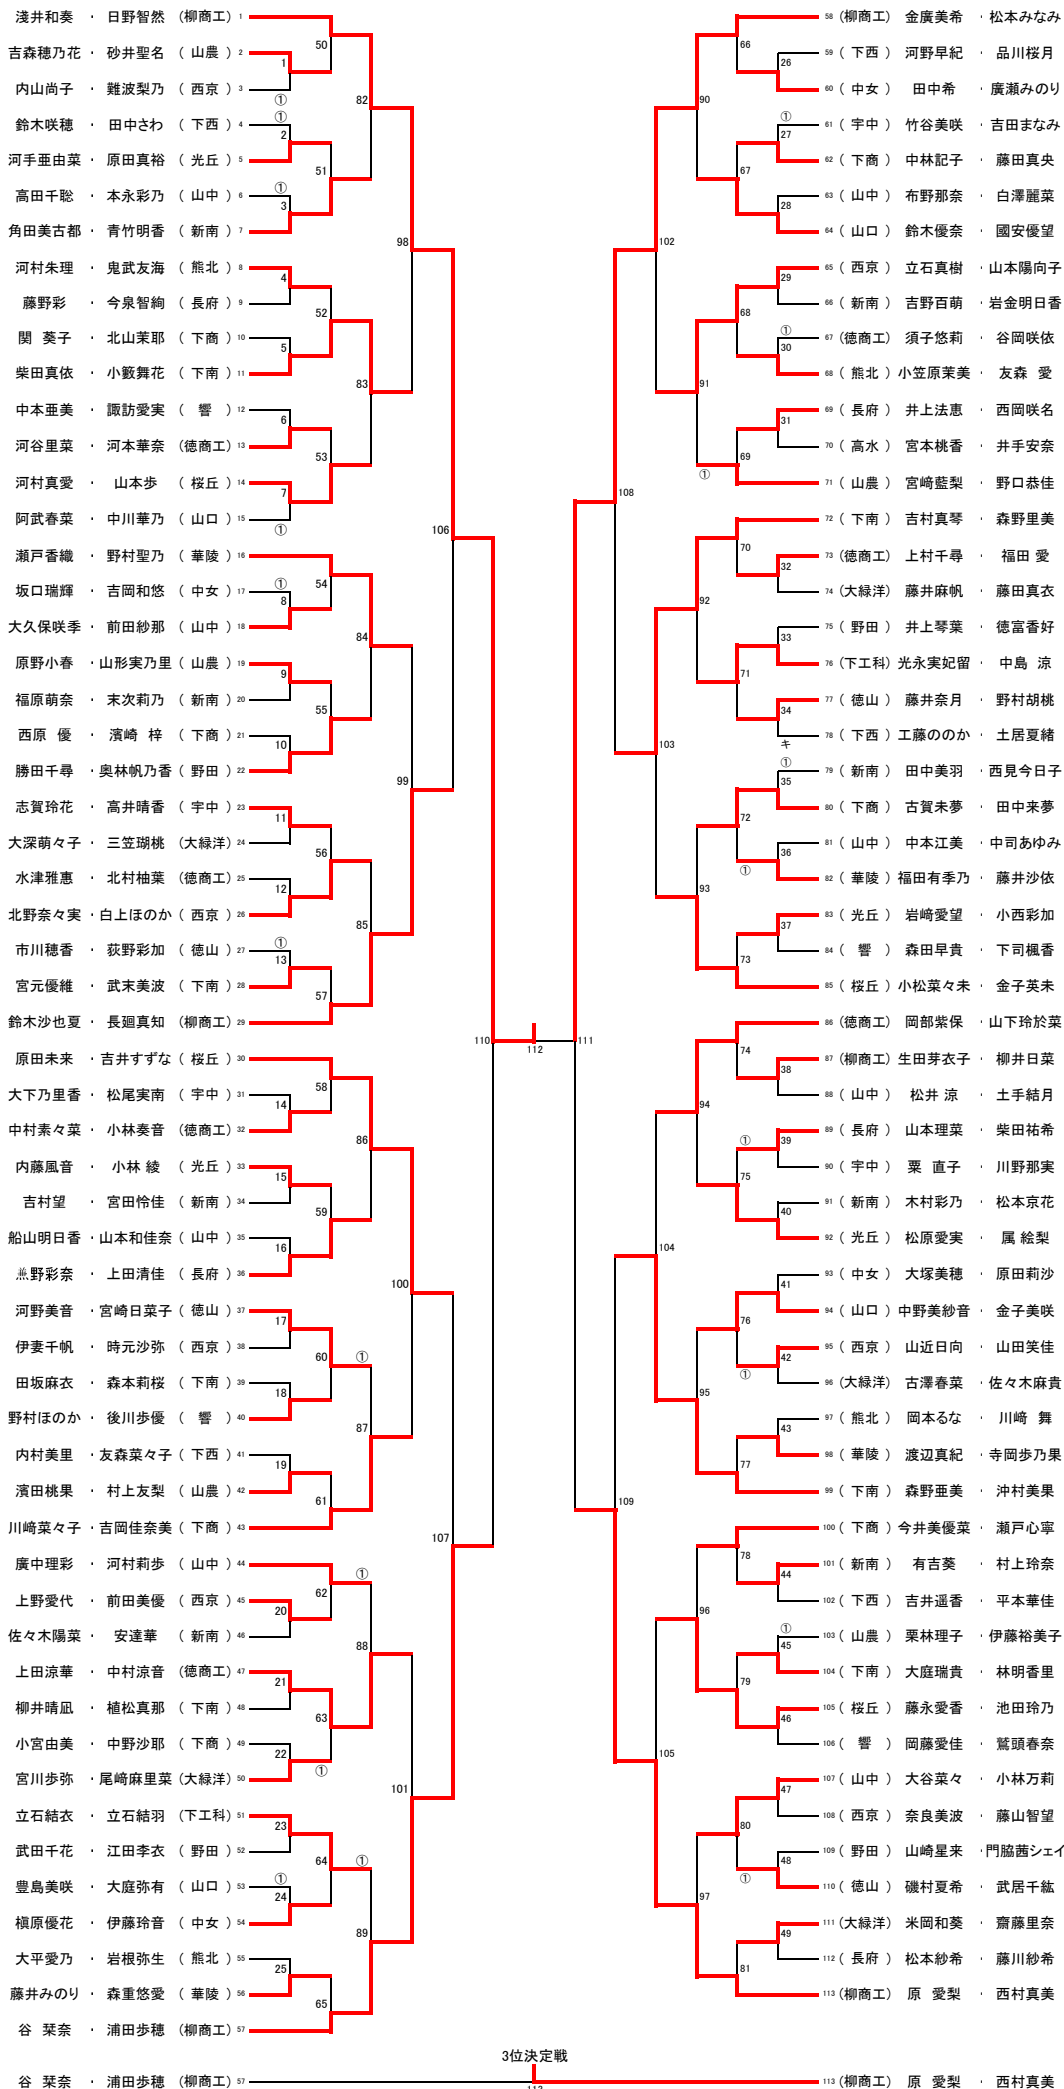 淺井和奏 ・ 日野智然 (柳商工) 1
吉森穂乃花 ・ 砂井聖名 ( 山農 ) 2
内山尚子 ・ 難波梨乃 ( 西京 ) 3
鈴木咲穂 ・ 田中さわ ( 下西 ) 4
河手亜由菜 ・ 原田真裕 ( 光丘 ) 5
高田千聡 ・ 本永彩乃 ( 山中 ) 6
角田美古都 ・ 青竹明香 ( 新南 ) 7
河村朱理 ・ 鬼武友海 ( 熊北 ) 8
藤野彩 ・ 今泉智絢 ( 長府 ) 9
関 葵子 ・ 北山茉耶 ( 下商 ) 10
柴田真依 ・ 小籔舞花 ( 下南 ) 11
中本亜美 ・ 諏訪愛実 ( 響 ) 12
河谷里菜 ・ 河本華奈 (徳商工) 13
河村真愛 ・ 山本歩 ( 桜丘 ) 14
阿武春菜 ・ 中川華乃 ( 山口 ) 15
瀬戸香織 ・ 野村聖乃 ( 華陵 ) 16
坂口瑞輝 ・ 吉岡和悠 ( 中女 ) 17
大久保咲季 ・ 前田紗那 ( 山中 ) 18
原野小春 ・ 山形実乃里 ( 山農 ) 19
福原萌奈 ・ 末次莉乃 ( 新南 ) 20
西原 優 ・ 濱崎 梓 ( 下商 ) 21
勝田千尋 ・ 奥林帆乃香 ( 野田 ) 22
志賀玲花 ・ 高井晴香 ( 宇中 ) 23
大深萌々子 ・ 三笠瑚桃 (大緑洋) 24
水津雅恵 ・ 北村柚葉 (徳商工) 25
北野奈々実 ・ 白上ほのか ( 西京 ) 26
市川穂香 ・ 荻野彩加 ( 徳山 ) 27
宮元優維 ・ 武末美波 ( 下南 ) 28
鈴木沙也夏 ・ 長廻真知 (柳商工) 29
原田未来 ・ 吉井すずな ( 桜丘 ) 30
大下乃里香 ・ 松尾実南 ( 宇中 ) 31
中村素々菜 ・ 小林奏音 (徳商工) 32
内藤風音 ・ 小林 綾 ( 光丘 ) 33
吉村望 ・ 宮田怜佳 ( 新南 ) 34
船山明日香 ・ 山本和佳奈 ( 山中 ) 35
𠮷野彩奈 ・ 上田清佳 ( 長府 ) 36
河野美音 ・ 宮崎日菜子 ( 徳山 ) 37
伊妻千帆 ・ 時元沙弥 ( 西京 ) 38
田坂麻衣 ・ 森本莉桜 ( 下南 ) 39
野村ほのか ・ 後川歩優 ( 響 ) 40
内村美里 ・ 友森菜々子 ( 下西 ) 41
濱田桃果 ・ 村上友梨 ( 山農 ) 42
川﨑菜々子 ・ 吉岡佳奈美 ( 下商 ) 43
廣中理彩 ・ 河村莉歩 ( 山中 ) 44
上野愛代 ・ 前田美優 ( 西京 ) 45
佐々木陽菜 ・ 安達華 ( 新南 ) 46
上田涼華 ・ 中村涼音 (徳商工) 47
柳井晴凪 ・ 植松真那 ( 下南 ) 48
小宮由美 ・ 中野沙耶 ( 下商 ) 49
宮川歩弥 ・ 尾﨑麻里菜 (大緑洋) 50
立石結衣 ・ 立石結羽 (下工科) 51
武田千花 ・ 江田李衣 ( 野田 ) 52
豊島美咲 ・ 大庭弥有 ( 山口 ) 53
槇原優花 ・ 伊藤玲音 ( 中女 ) 54
大平愛乃 ・ 岩根弥生 ( 熊北 ) 55
藤井みのり ・ 森重悠愛 ( 華陵 ) 56
谷 栞奈 ・ 浦田歩穂 (柳商工) 57
58 (柳商工) 金廣美希 ・ 松本みなみ
59 ( 下西 ) 河野早紀 ・ 品川桜月
60 ( 中女 ) 田中希 ・ 廣瀬みのり
61 ( 宇中 ) 竹谷美咲 ・ 吉田まなみ
62 ( 下商 ) 中林記子 ・ 藤田真央
63 ( 山中 ) 布野那奈 ・ 白澤麗菜
64 ( 山口 ) 鈴木優奈 ・ 國安優望
65 ( 西京 ) 立石真樹 ・ 山本陽向子
66 ( 新南 ) 吉野百萌 ・ 岩金明日香
67 (徳商工) 須子悠莉 ・ 谷岡咲依
68 ( 熊北 ) 小笠原茉美 ・ 友森 愛
69 ( 長府 ) 井上法恵 ・ 西岡咲名
70 ( 高水 ) 宮本桃香 ・ 井手安奈
71 ( 山農 ) 宮﨑藍梨 ・ 野口恭佳
72 ( 下南 ) 吉村真琴 ・ 森野里美
73 (徳商工) 上村千尋 ・ 福田 愛
74 (大緑洋) 藤井麻帆 ・ 藤田真衣
75 ( 野田 ) 井上琴葉 ・ 徳富香好
76 (下工科) 光永実妃留 ・ 中島 涼
77 ( 徳山 ) 藤井奈月 ・ 野村胡桃
78 ( 下西 ) 工藤ののか ・ 土居夏緒
79 ( 新南 ) 田中美羽 ・ 西見今日子
80 ( 下商 ) 古賀未夢 ・ 田中来夢
81 ( 山中 ) 中本江美 ・ 中司あゆみ
82 ( 華陵 ) 福田有季乃 ・ 藤井沙依
83 ( 光丘 ) 岩﨑愛望 ・ 小西彩加
84 ( 響 ) 森田早貴 ・ 下司楓香
85 ( 桜丘 ) 小松菜々未 ・ 金子英未
86 (徳商工) 岡部紫保 ・ 山下玲於菜
87 (柳商工) 生田芽衣子 ・ 柳井日菜
88 ( 山中 ) 松井 涼 ・ 土手結月
89 ( 長府 ) 山本理菜 ・ 柴田祐希
90 ( 宇中 ) 粟 直子 ・ 川野那実
91 ( 新南 ) 木村彩乃 ・ 松本京花
92 ( 光丘 ) 松原愛実 ・ 属 絵梨
93 ( 中女 ) 大塚美穂 ・ 原田莉沙
94 ( 山口 ) 中野美紗音 ・ 金子美咲
95 ( 西京 ) 山近日向 ・ 山田笑佳
96 (大緑洋) 古澤春菜 ・ 佐々木麻貴
97 ( 熊北 ) 岡本るな ・ 川﨑 舞
98 ( 華陵 ) 渡辺真紀 ・ 寺岡歩乃果
99 ( 下南 ) 森野亜美 ・ 沖村美果
100 ( 下商 ) 今井美優菜 ・ 瀬戸心寧
101 ( 新南 ) 有吉葵 ・ 村上玲奈
102 ( 下西 ) 吉井遥香 ・ 平本華佳
103 ( 山農 ) 栗林理子 ・ 伊藤裕美子
104 ( 下南 ) 大庭瑞貴 ・ 林明香里
105 ( 桜丘 ) 藤永愛香 ・ 池田玲乃
106 ( 響 ) 岡藤愛佳 ・ 鷲頭春奈
107 ( 山中 ) 大谷菜々 ・ 小林万莉
108 ( 西京 ) 奈良美波 ・ 藤山智望
109 ( 野田 ) 山崎星来 ・ 門脇茜シェイ
110 ( 徳山 ) 磯村夏希 ・ 武居千紘
111 (大緑洋) 米岡和葵 ・ 齋藤里奈
112 ( 長府 ) 松本紗希 ・ 藤川紗希
113 (柳商工) 原 愛梨 ・ 西村真美
3位決定戦
谷 栞奈 ・ 浦田歩穂 (柳商工) 57
113
113 (柳商工) 原 愛梨 ・ 西村真美